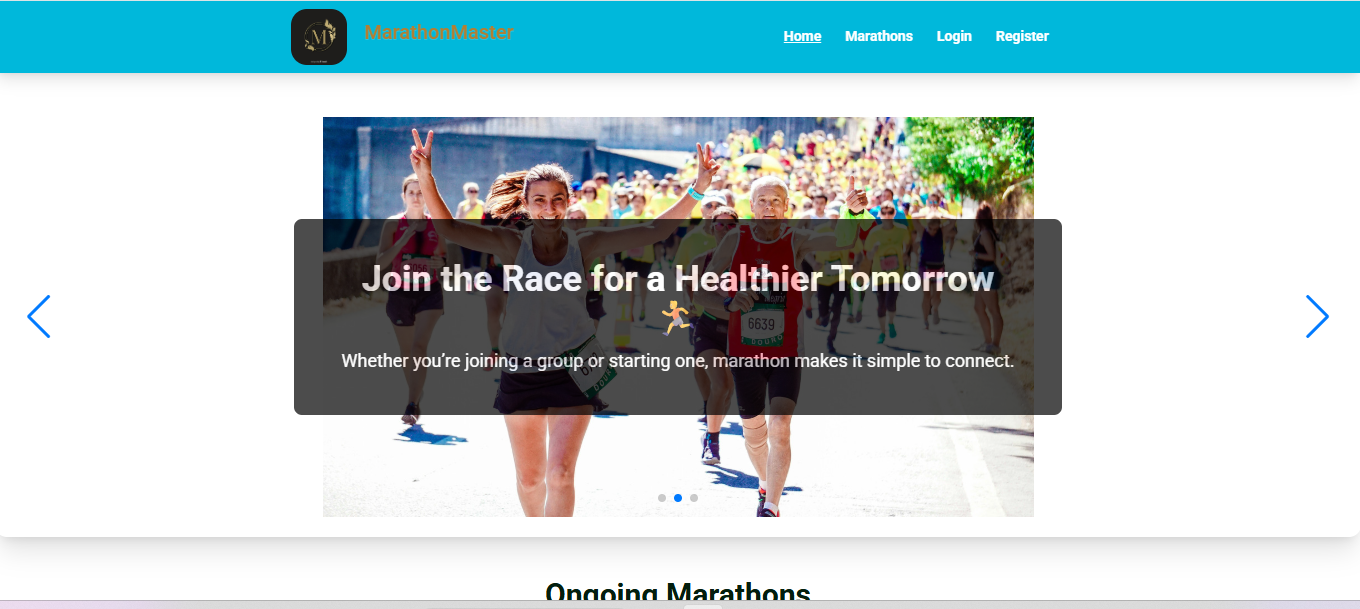 M
MarathonMaster
Home Marathons Login Register
Join the Race for a Healthier Tomorrow
🏃
Whether you’re joining a group or starting one, marathon makes it simple to connect.
6639
Ongoing Marathons